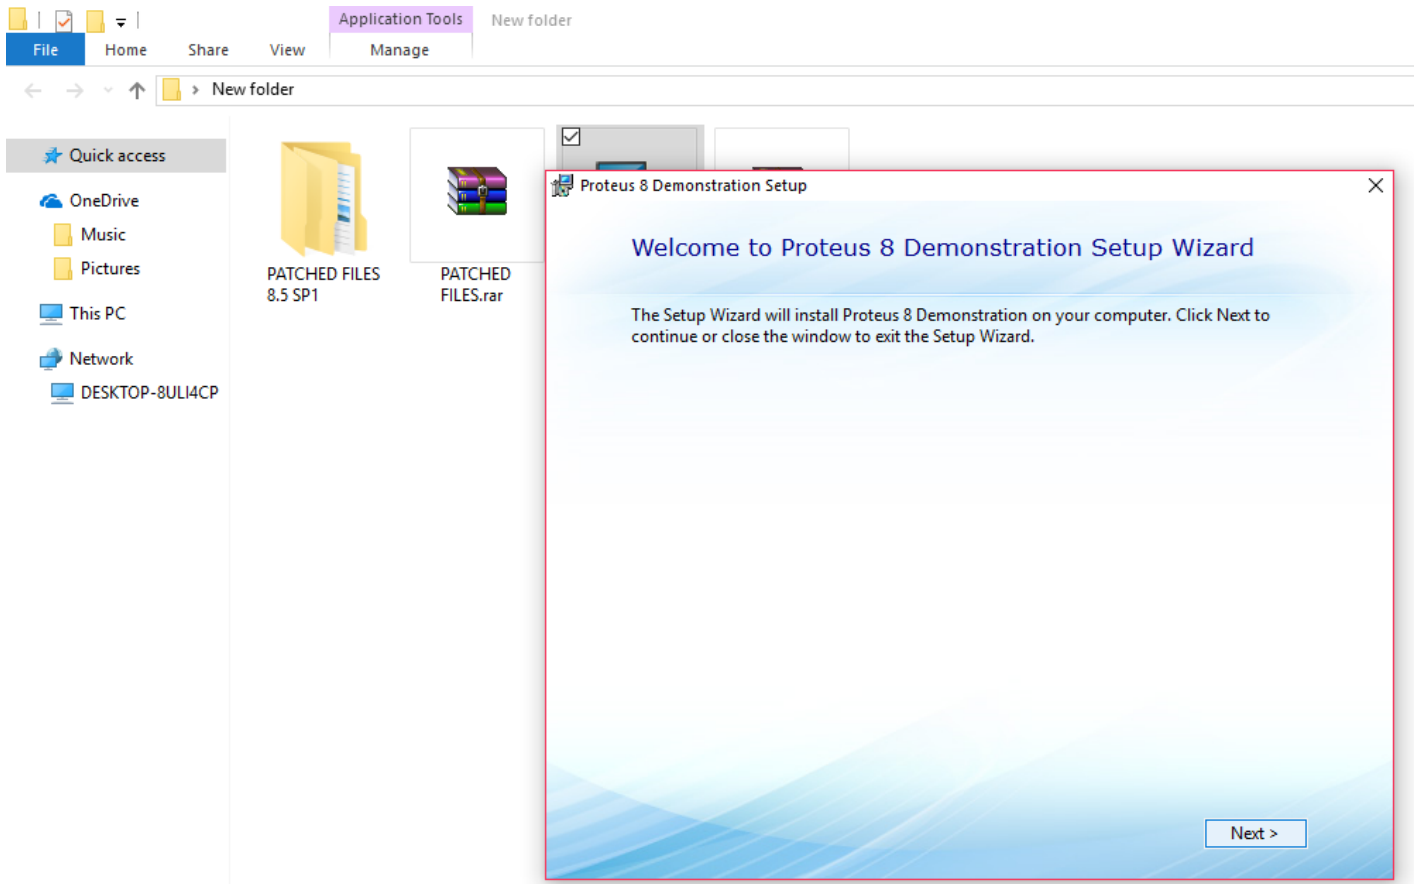 Application Tools
New folder
File
Home
Share
View
Manage
New folder
Quick access
OneDrive
Music
Pictures
This PC
Network
DESKTOP-8ULI4CP
PATCHED FILES
8.5 SP1
PATCHED
FILES.rar
Proteus 8 Demonstration Setup
Welcome to Proteus 8 Demonstration Setup Wizard
The Setup Wizard will install Proteus 8 Demonstration on your computer. Click Next to
continue or close the window to exit the Setup Wizard.
Next >